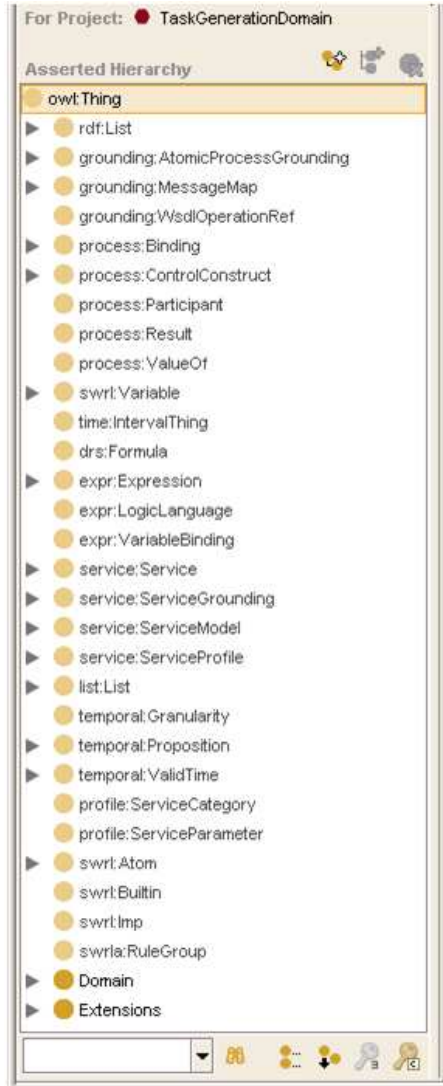 For Project: TaskGenerationDomain
Asserted Hierarchy
owl:Thing
rdf:List
grounding:AtomicProcessGrounding
grounding:MessageMap
grounding:WsdlOperationRef
process:Binding
process:ControlConstruct
process:Participant
process:Result
process:ValueOf
swrl:Variable
time:IntervalThing
drs:Formula
expr:Expression
expr:LogicLanguage
expr:VariableBinding
service:Service
service:ServiceGrounding
service:ServiceModel
service:ServiceProfile
list:List
temporal:Granularity
temporal:Proposition
temporal:ValidTime
profile:ServiceCategory
profile:ServiceParameter
swrl:Atom
swrl:Builtin
swrl:Imp
swrla:RuleGroup
Domain
Extensions